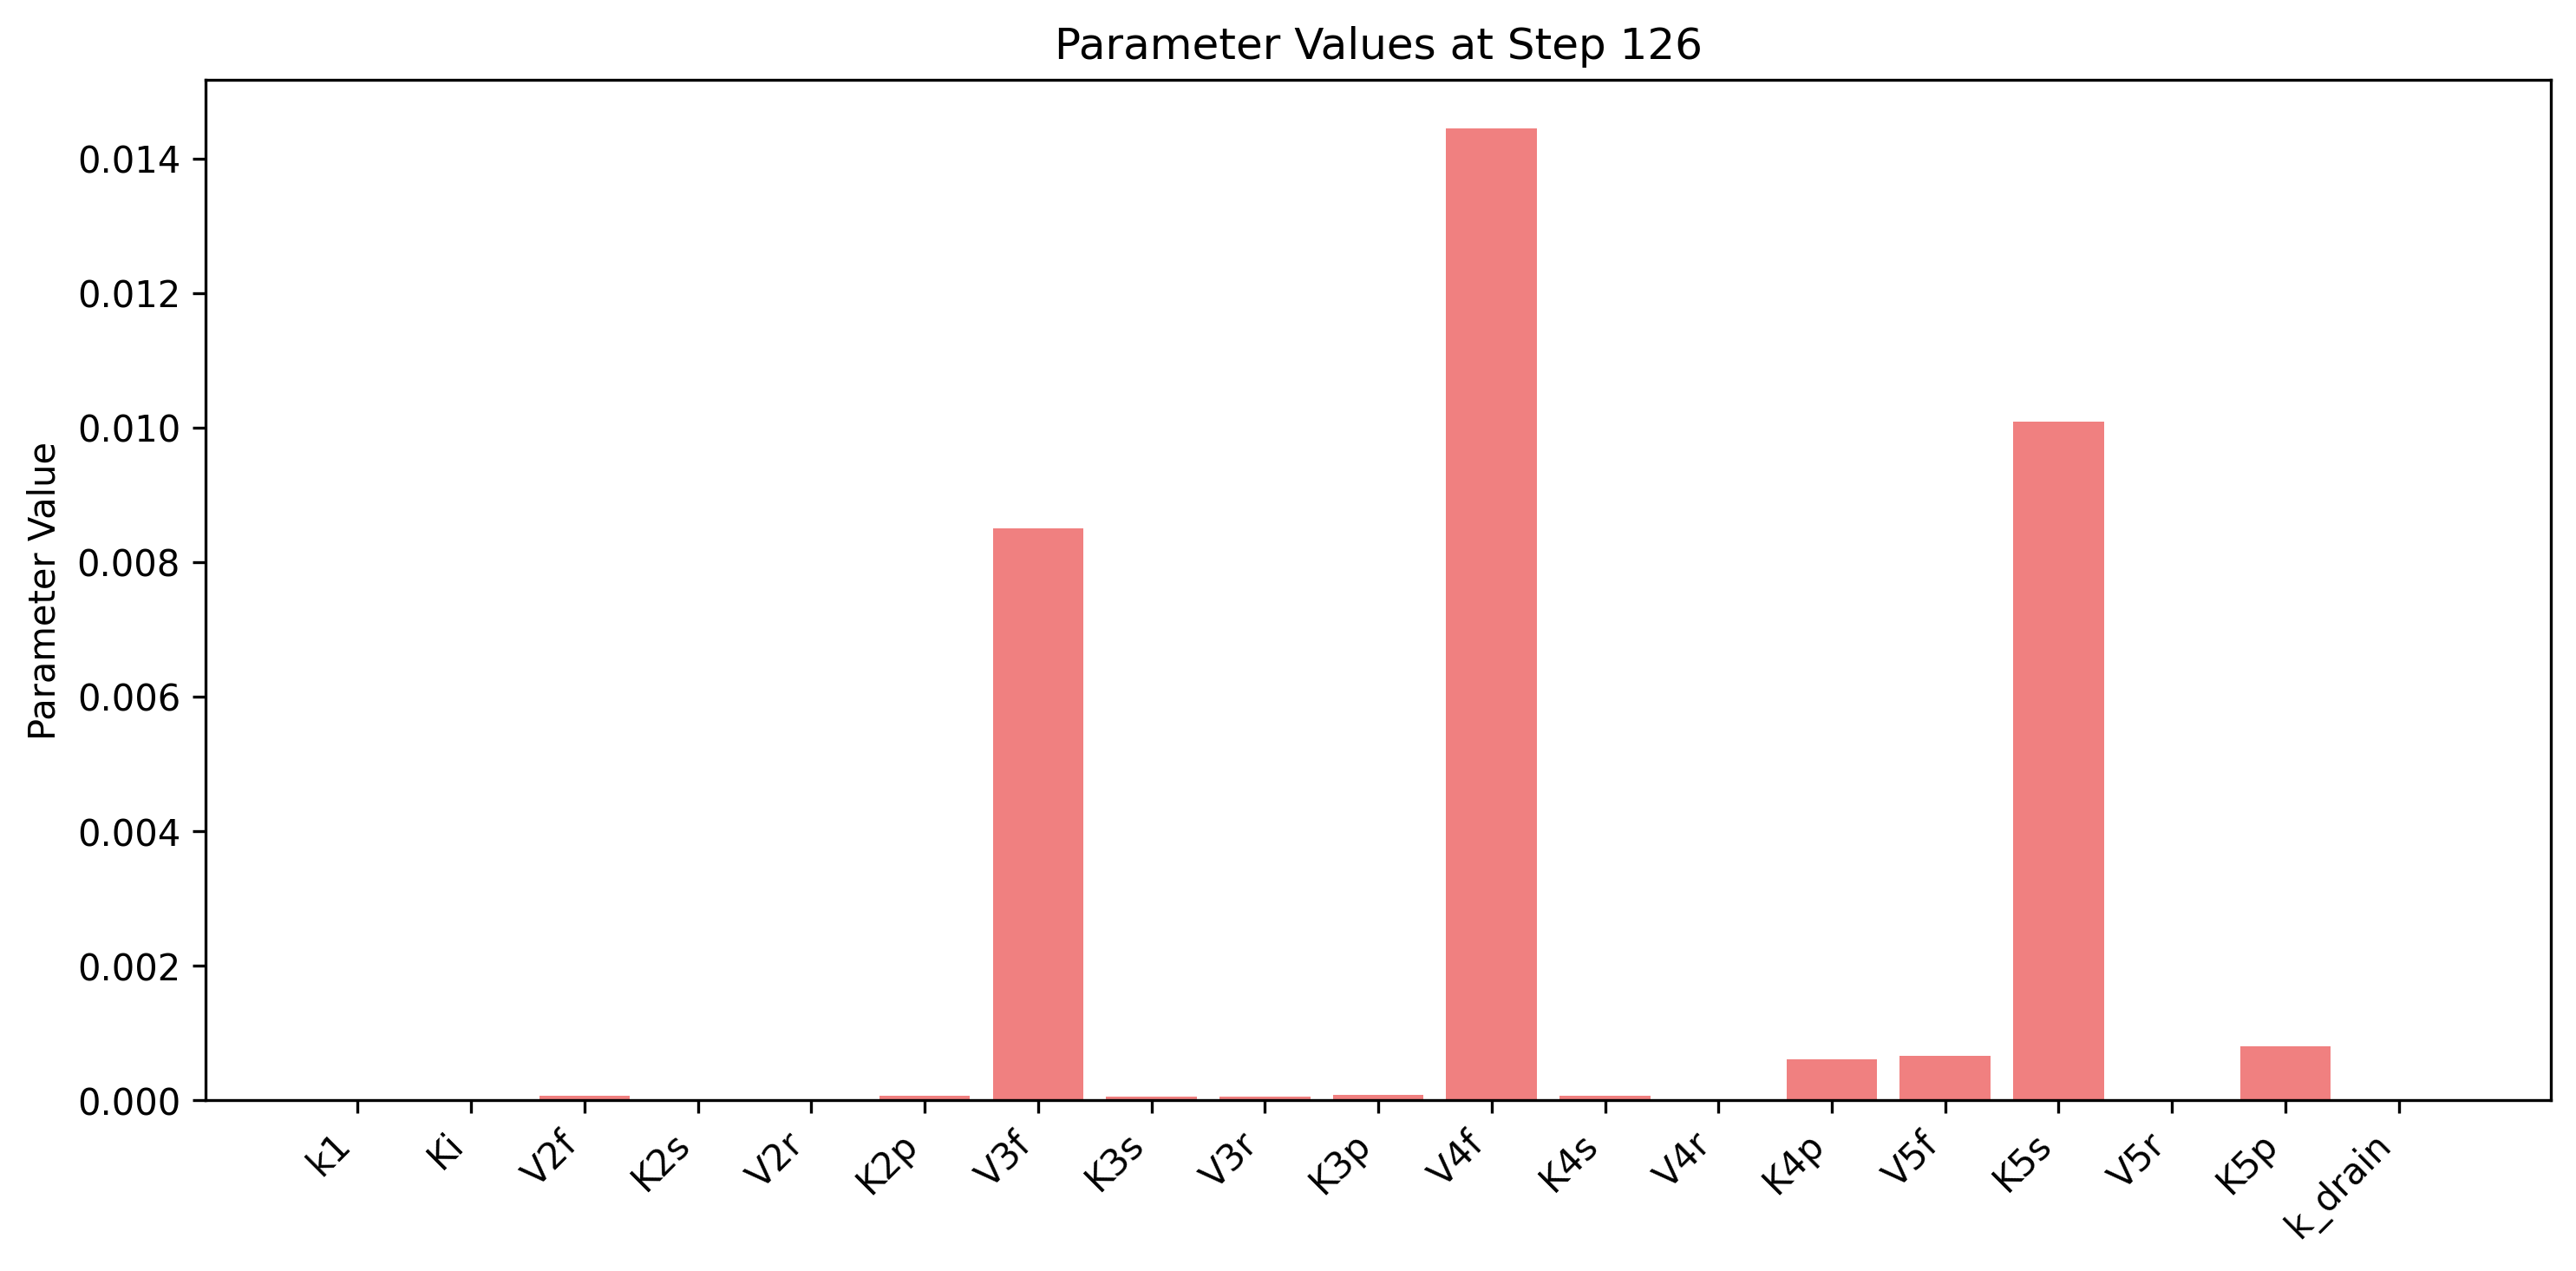 Parameter Values at Step 126
Parameter Value
0.014
0.012
0.010
0.008
0.006
0.004
0.002
0.000
k1
Ki
V2f
K2s
V2r
K2p
V3f
K3s
V3r
K3p
V4f
K4s
V4r
K4p
V5f
K5s
V5r
K5p
k_drain